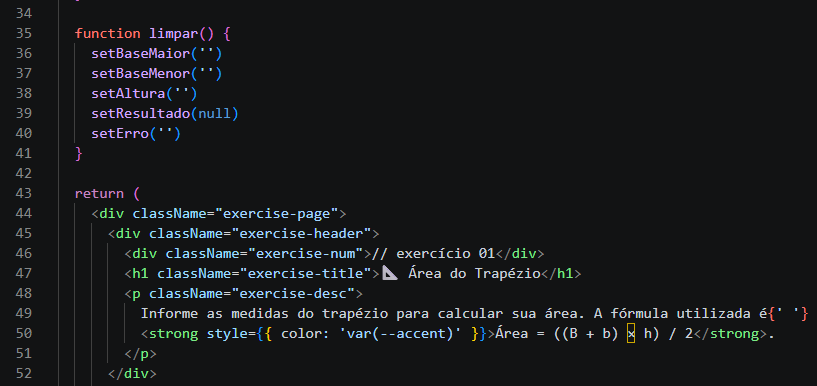 34
35 function limpar() {
36 setBaseMaior('')
37 setBaseMenor('')
38 setAltura('')
39 setResultado(null)
40 setErro('')
41 }
42
43 return (
44 <div className="exercise-page">
45 <div className="exercise-header">
46 <div className="exercise-num">// exercício 01</div>
47 <h1 className="exercise-title">📐 Área do Trapézio</h1>
48 <p className="exercise-desc">
49 Informe as medidas do trapézio para calcular sua área. A fórmula utilizada é{' '}
50 <strong style={{ color: 'var(--accent)' }}>Área = ((B + b) × h) / 2</strong>.
51 </p>
52 </div>